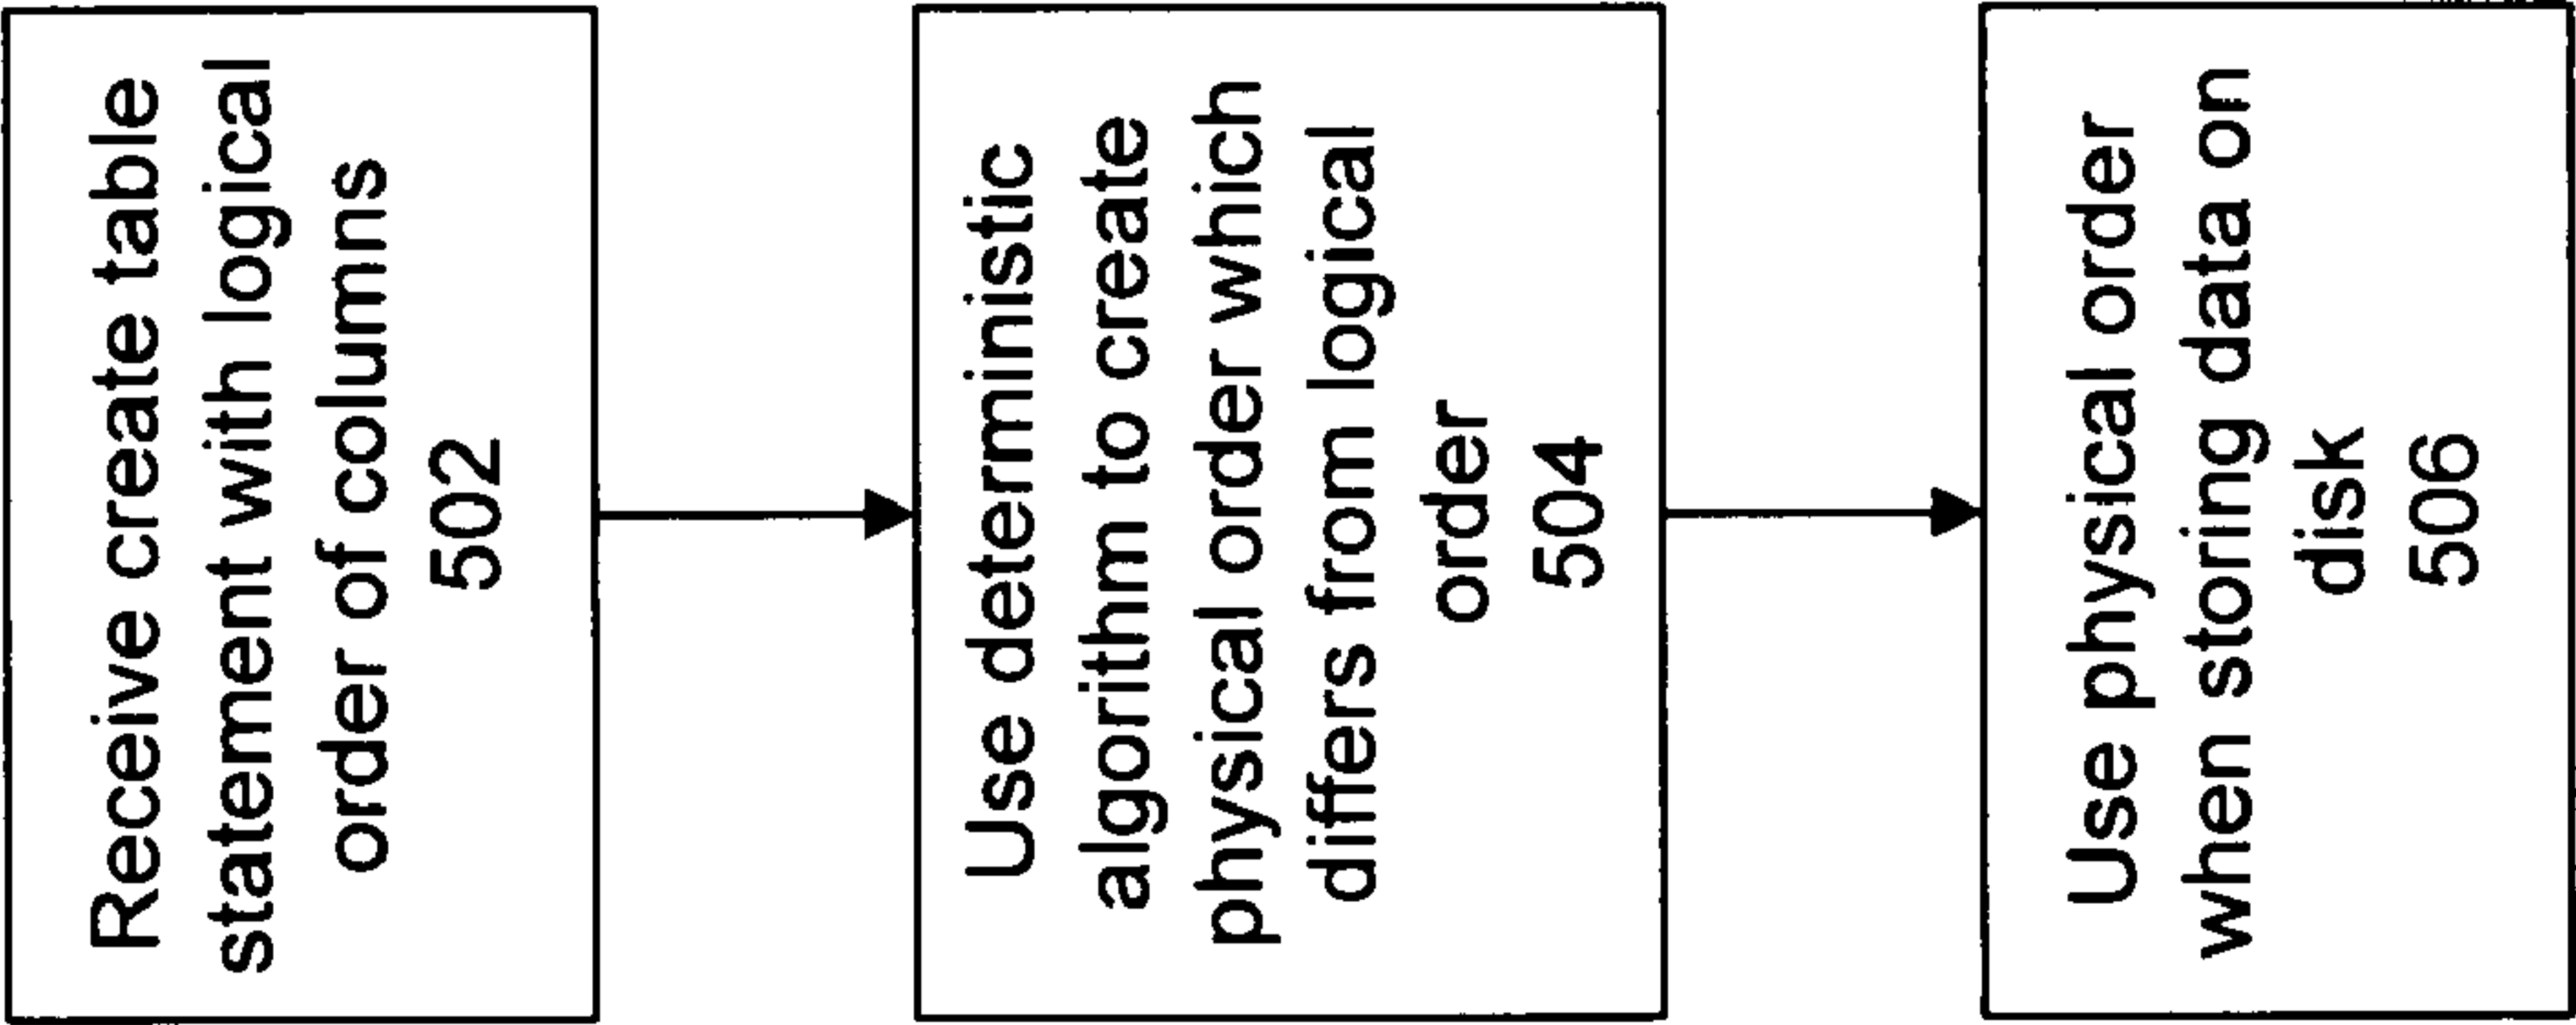 Receive create table
statement with logical
order of columns
502
Use deterministic
algorithm to create
physical order which
differs from logical
order
504
Use physical order
when storing data on
disk
506